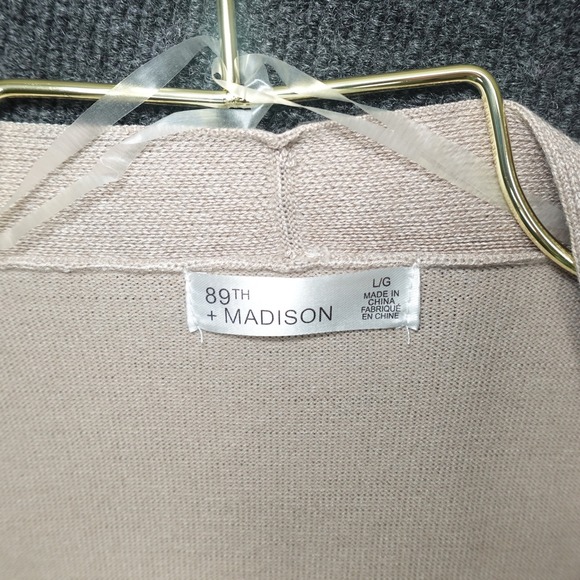 89TH
+ MADISON
L/G
MADE IN
CHINA
FABRIQUÉ
EN CHINE